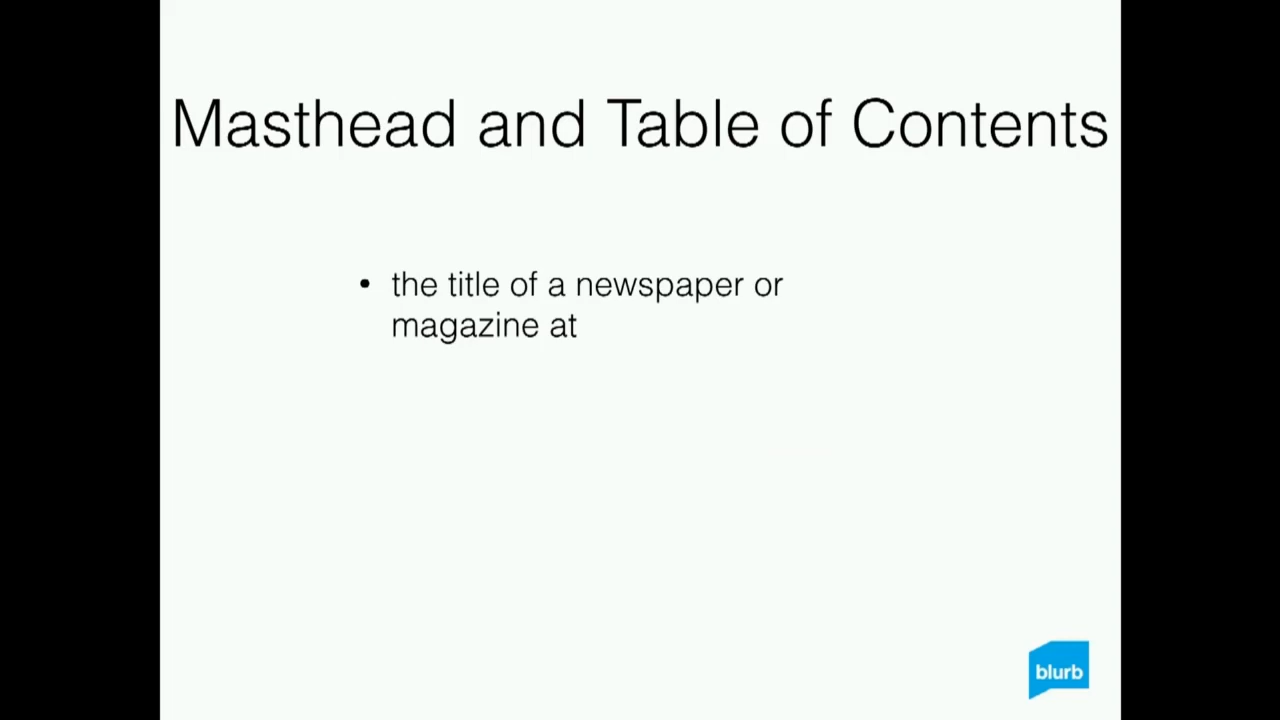 Masthead and Table of Contents
• the title of a newspaper or
magazine at
blurb